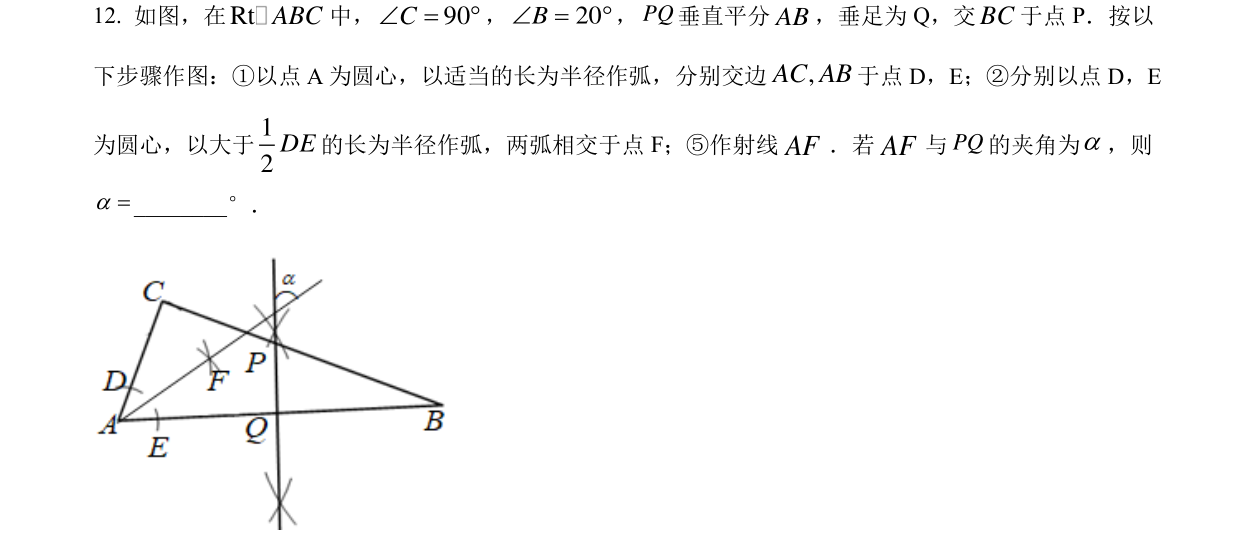 12. 如图，在Rt□ABC中，∠C=90°，∠B=20°，PQ垂直平分AB，垂足为Q，交BC于点P．按以
下步骤作图：①以点A为圆心，以适当的长为半径作弧，分别交边AC,AB于点D，E；②分别以点D，E
为圆心，以大于1/2DE的长为半径作弧，两弧相交于点F；⑤作射线AF．若AF与PQ的夹角为α，则
α=________°．
α
C
P
D
F
A
Q
B
E